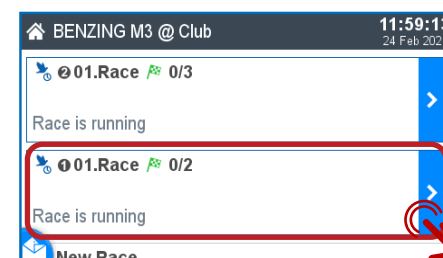 BENZING M3 @ Club 11:59:13
24 Feb 202
❷01.Race 0/3
Race is running
❶01.Race 0/2
Race is running
New Race